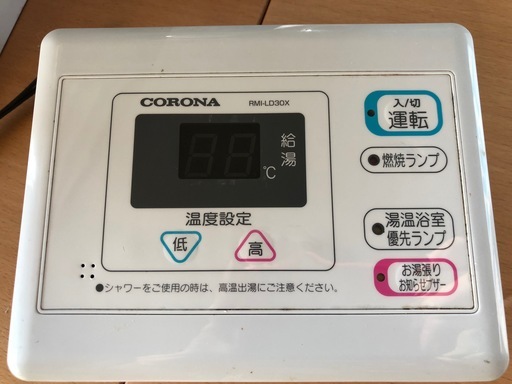 CORONA RMI-LD30X
給湯
℃
温度設定
低 高
●シャワーをご使用の時は、高温出湯にご注意ください。
入/切
運転
燃焼ランプ
湯温浴室
優先ランプ
お湯張り
お知らせブザー